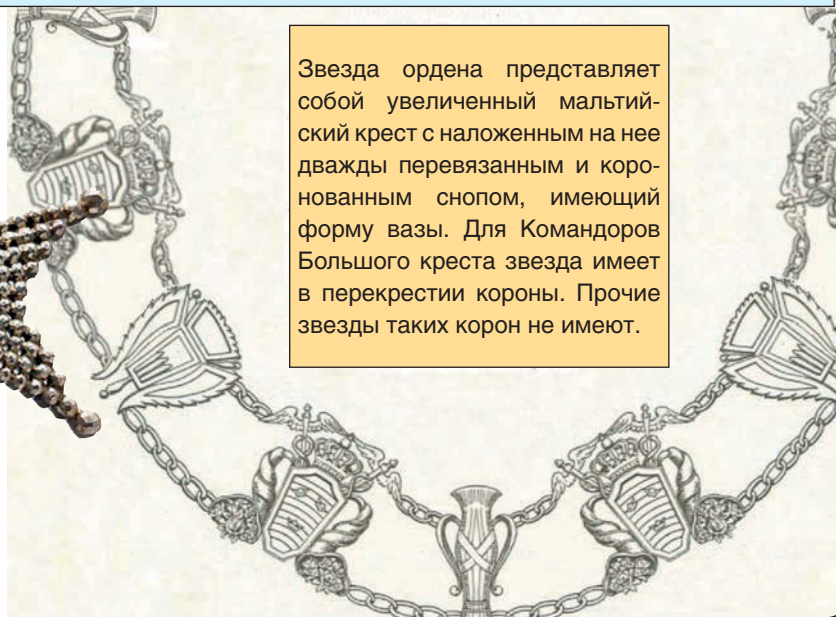 Звезда ордена представляет
собой увеличенный мальтий-
ский крест с наложенным на нее
дважды перевязанным и коро-
нованным снопом, имеющий
форму вазы. Для Командоров
Большого креста звезда имеет
в перекрестии короны. Прочие
звезды таких корон не имеют.